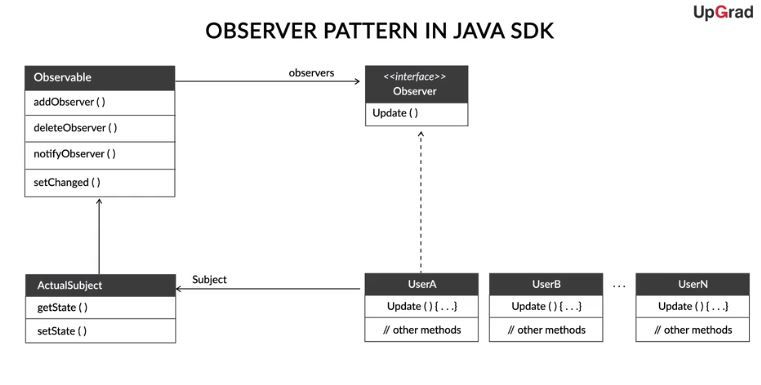 UpGrad
OBSERVER PATTERN IN JAVA SDK
Observable
addObserver ( )
deleteObserver ( )
notifyObserver ( )
setChanged ( )
observers
<<interface>>
Observer
Update ( )
ActualSubject
getState ( )
setState ( )
Subject
UserA
Update ( ) { . . .}
// other methods
UserB
Update ( ) { . . .}
// other methods
. . .
UserN
Update ( ) { . . .}
// other methods